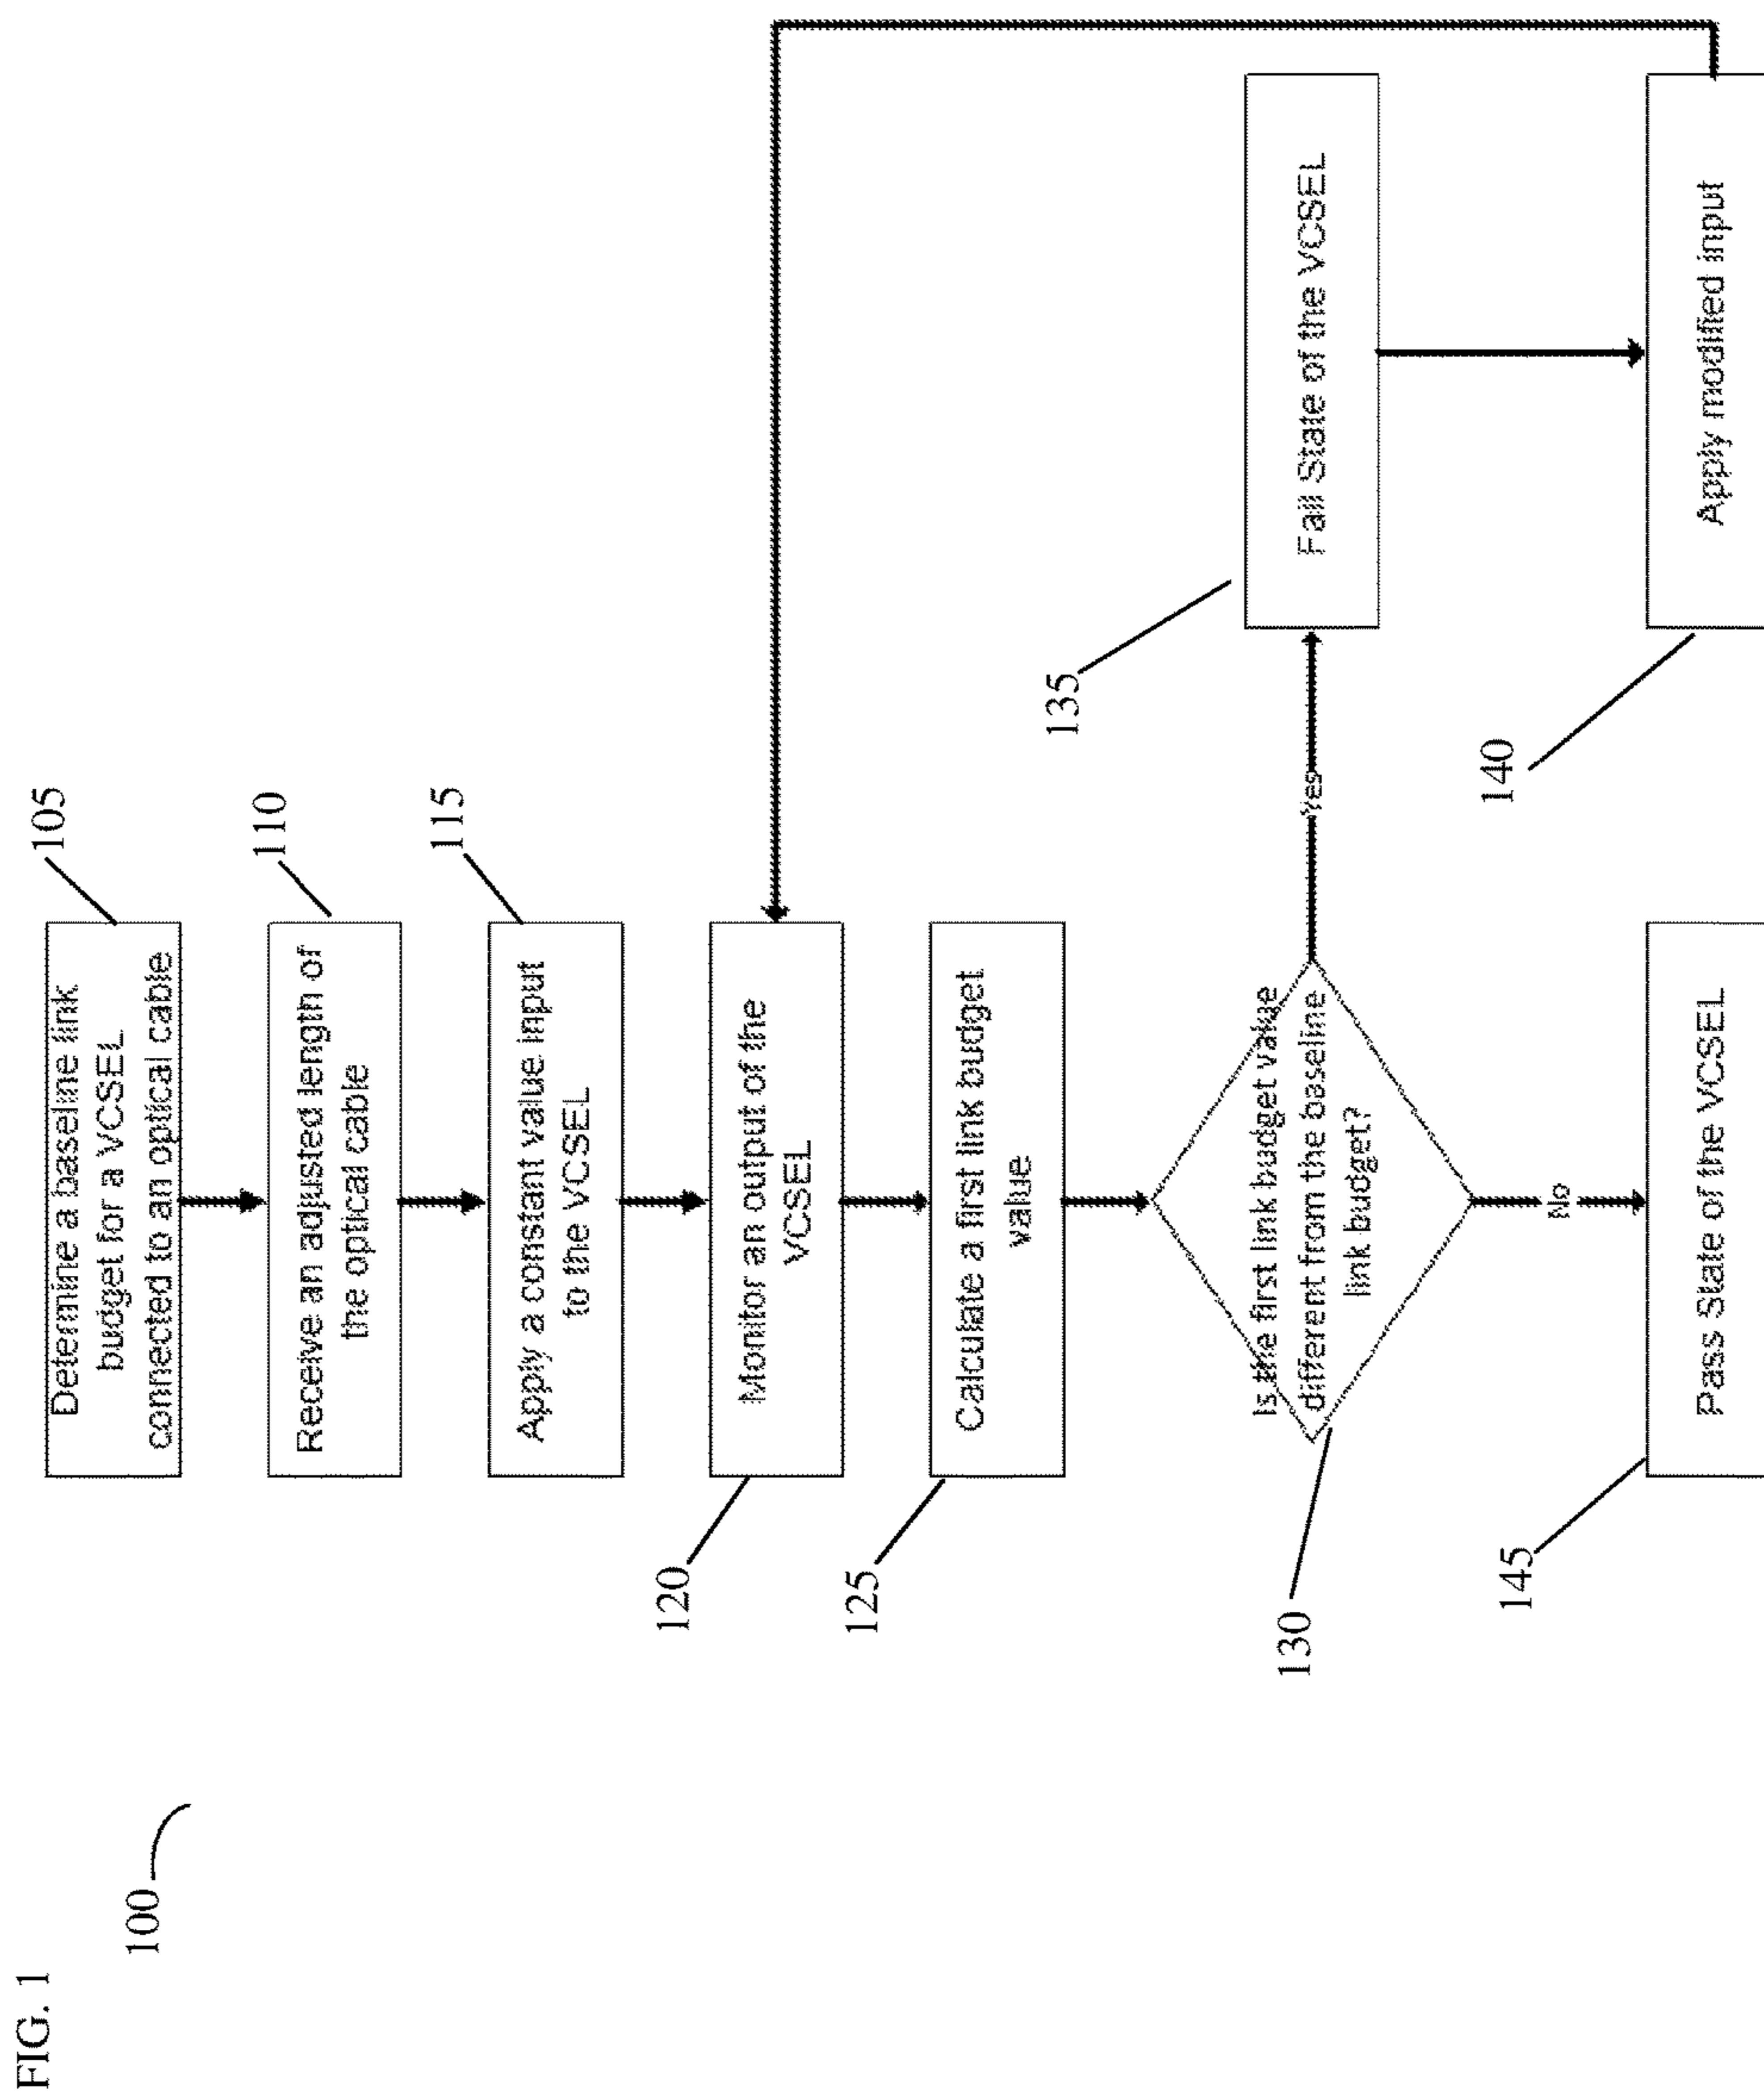 FIG. 1
100
Determine a baseline link
budget for a VCSEL
connected to an optical cable
105
Receive an adjusted length of
the optical cable
110
Apply a constant value input
to the VCSEL
115
Monitor an output of the
VCSEL
120
Calculate a first link budget
value
125
Is the first link budget value
different from the baseline
link budget?
130
Yes
No
Fail State of the VCSEL
135
Apply modified input
140
Pass State of the VCSEL
145